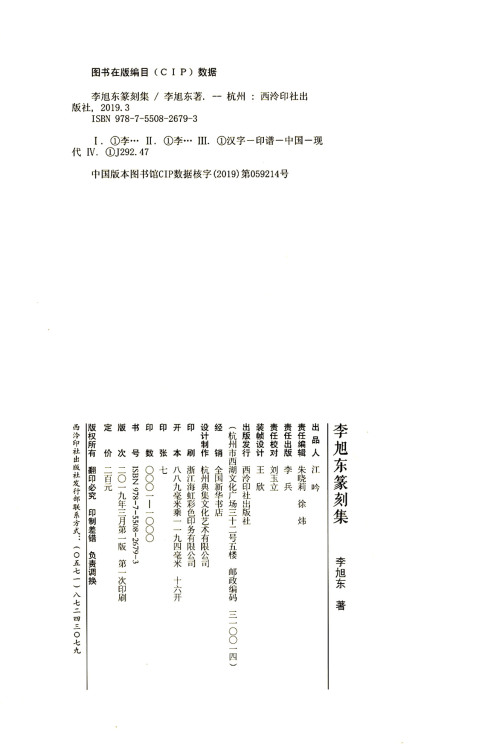 图书在版编目（CIP）数据
李旭东篆刻集 / 李旭东著. -- 杭州 : 西泠印社出
版社, 2019.3
ISBN 978-7-5508-2679-3
Ⅰ. ①李… Ⅱ. ①李… Ⅲ. ①汉字－印谱－中国－现
代 Ⅳ. ①J292.47
中国版本图书馆CIP数据核字(2019)第059214号
李旭东篆刻集 李旭东 著
出品人 江吟
责任编辑 朱晓莉 徐炜
责任出版 李兵
责任校对 刘玉立
装帧设计 王欣
出版发行 西泠印社出版社
（杭州市西湖文化广场三十二号五楼 邮政编码 三一〇〇一四）
经销 全国新华书店
设计制作 杭州典集文化艺术有限公司
印刷 浙江海虹彩色印务有限公司
开本 八八九毫米乘一一九四毫米 十六开
印张 七
印数 〇〇〇一－一〇〇〇
书号 ISBN 978-7-5508-2679-3
版次 二〇一九年三月第一版 第一次印刷
定价 二百元
版权所有 翻印必究 印制差错 负责调换
西泠印社出版社发行部联系方式：（〇五七一）八七二四三〇七九